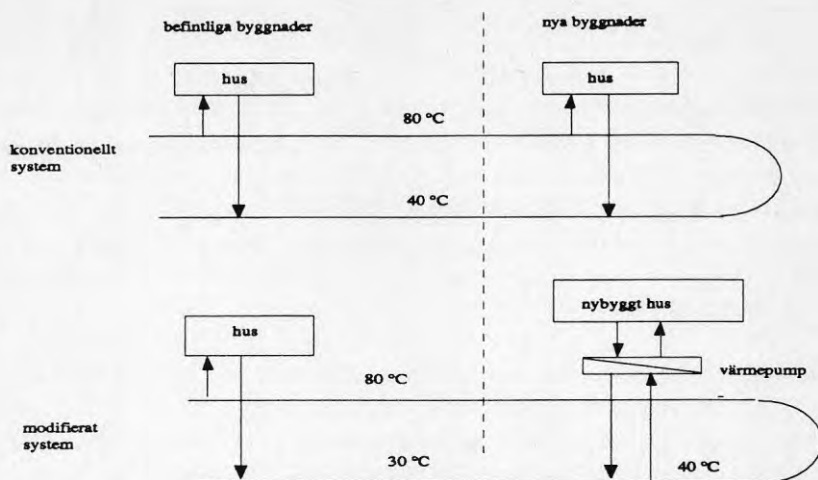 befintliga byggnader
nya byggnader
hus
hus
80 °C
konventionellt
system
40 °C
nybyggt hus
hus
80 °C
värmepump
modifierat
system
30 °C
40 °C